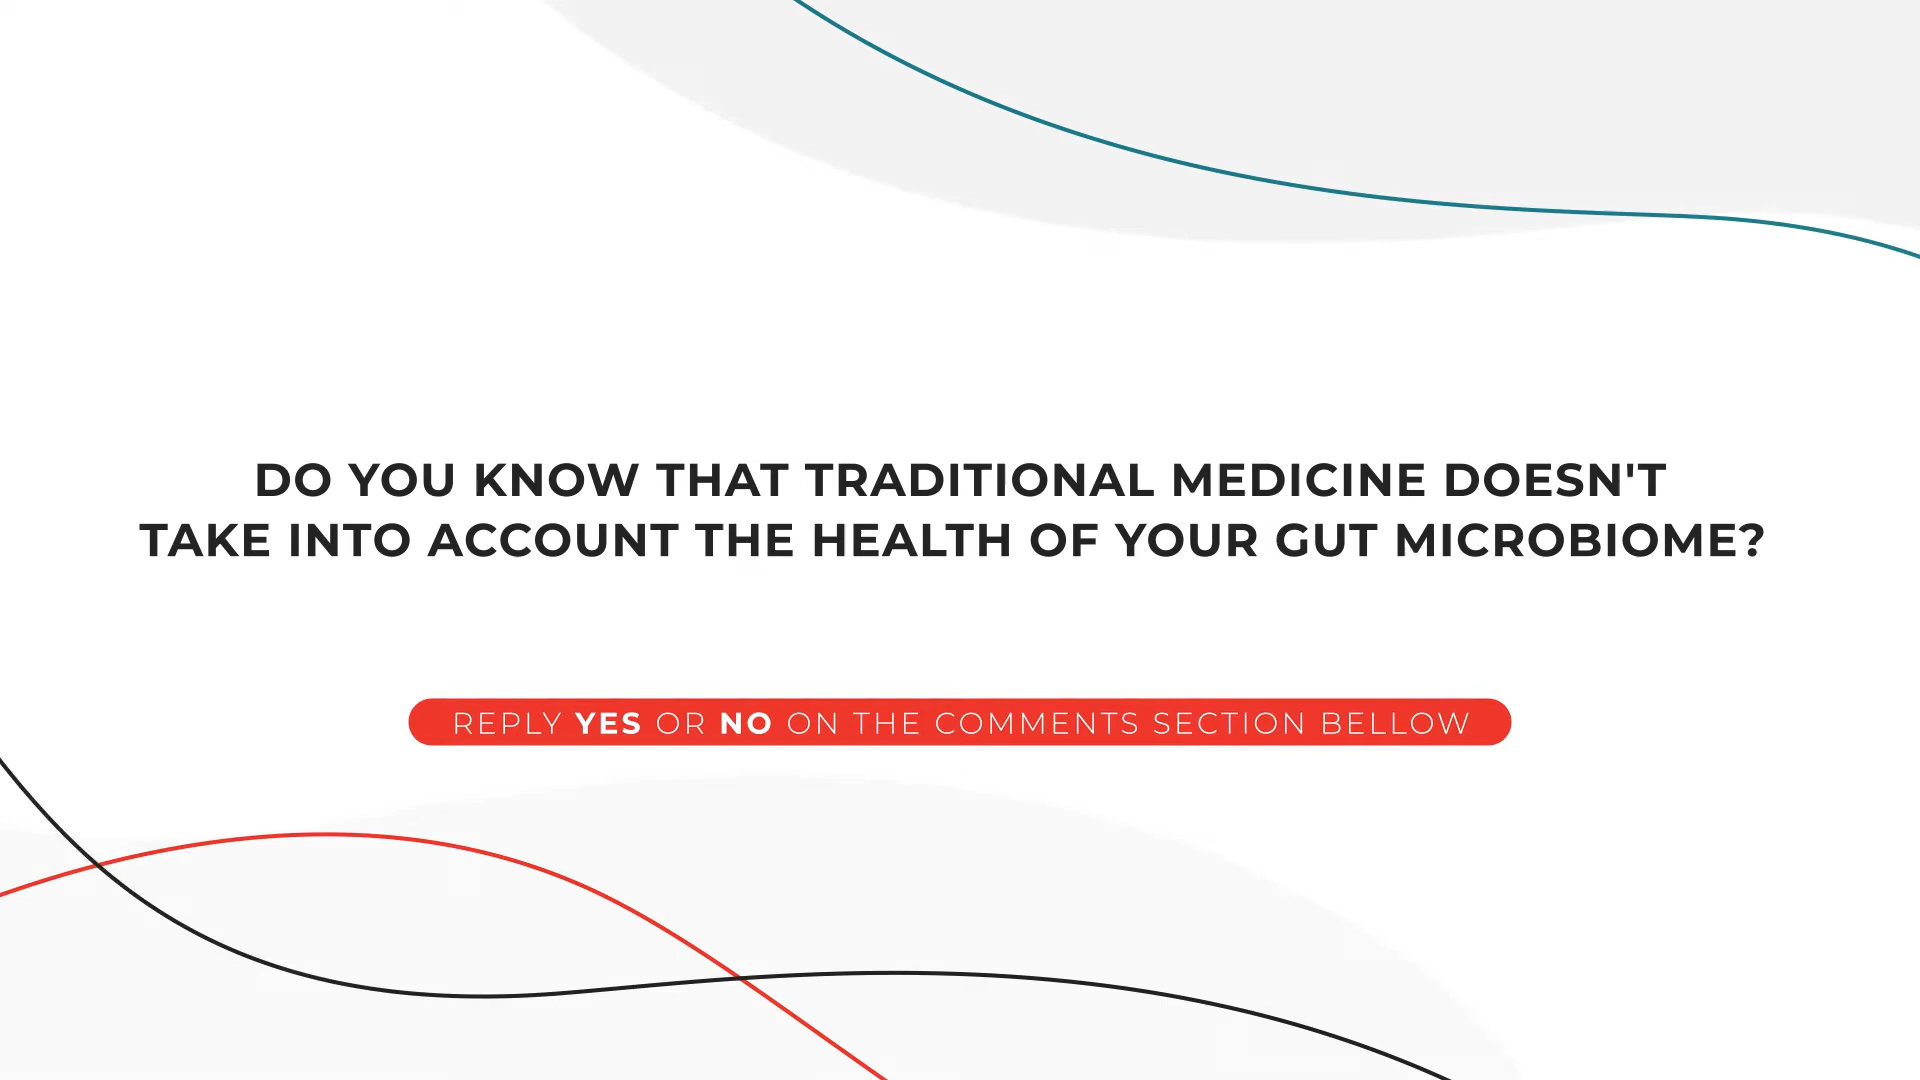 DO YOU KNOW THAT TRADITIONAL MEDICINE DOESN'T
TAKE INTO ACCOUNT THE HEALTH OF YOUR GUT MICROBIOME?
REPLY YES OR NO ON THE COMMENTS SECTION BELLOW